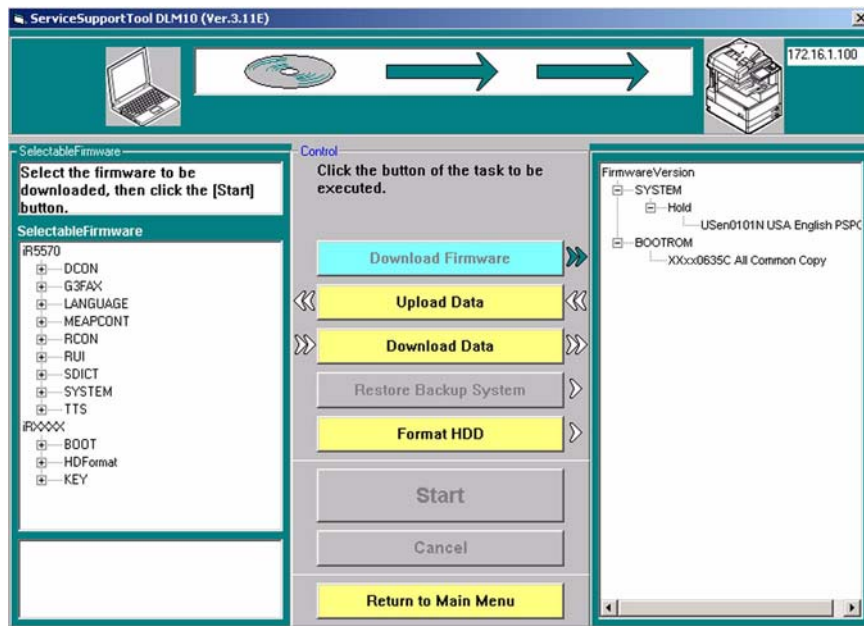 ServiceSupportTool DLM10 (Ver.3.11E)
172.16.1.100
SelectableFirmware
Select the firmware to be
downloaded, then click the [Start]
button.
SelectableFirmware
iR5570
DCON
G3FAX
LANGUAGE
MEAPCONT
RCON
RUI
SDICT
SYSTEM
TTS
iRXXXX
BOOT
HDFormat
KEY
Control
Click the button of the task to be
executed.
Download Firmware
Upload Data
Download Data
Restore Backup System
Format HDD
Start
Cancel
Return to Main Menu
FirmwareVersion
SYSTEM
Hold
USen0101N USA English PSPC
BOOTROM
XXxx0635C All Common Copy